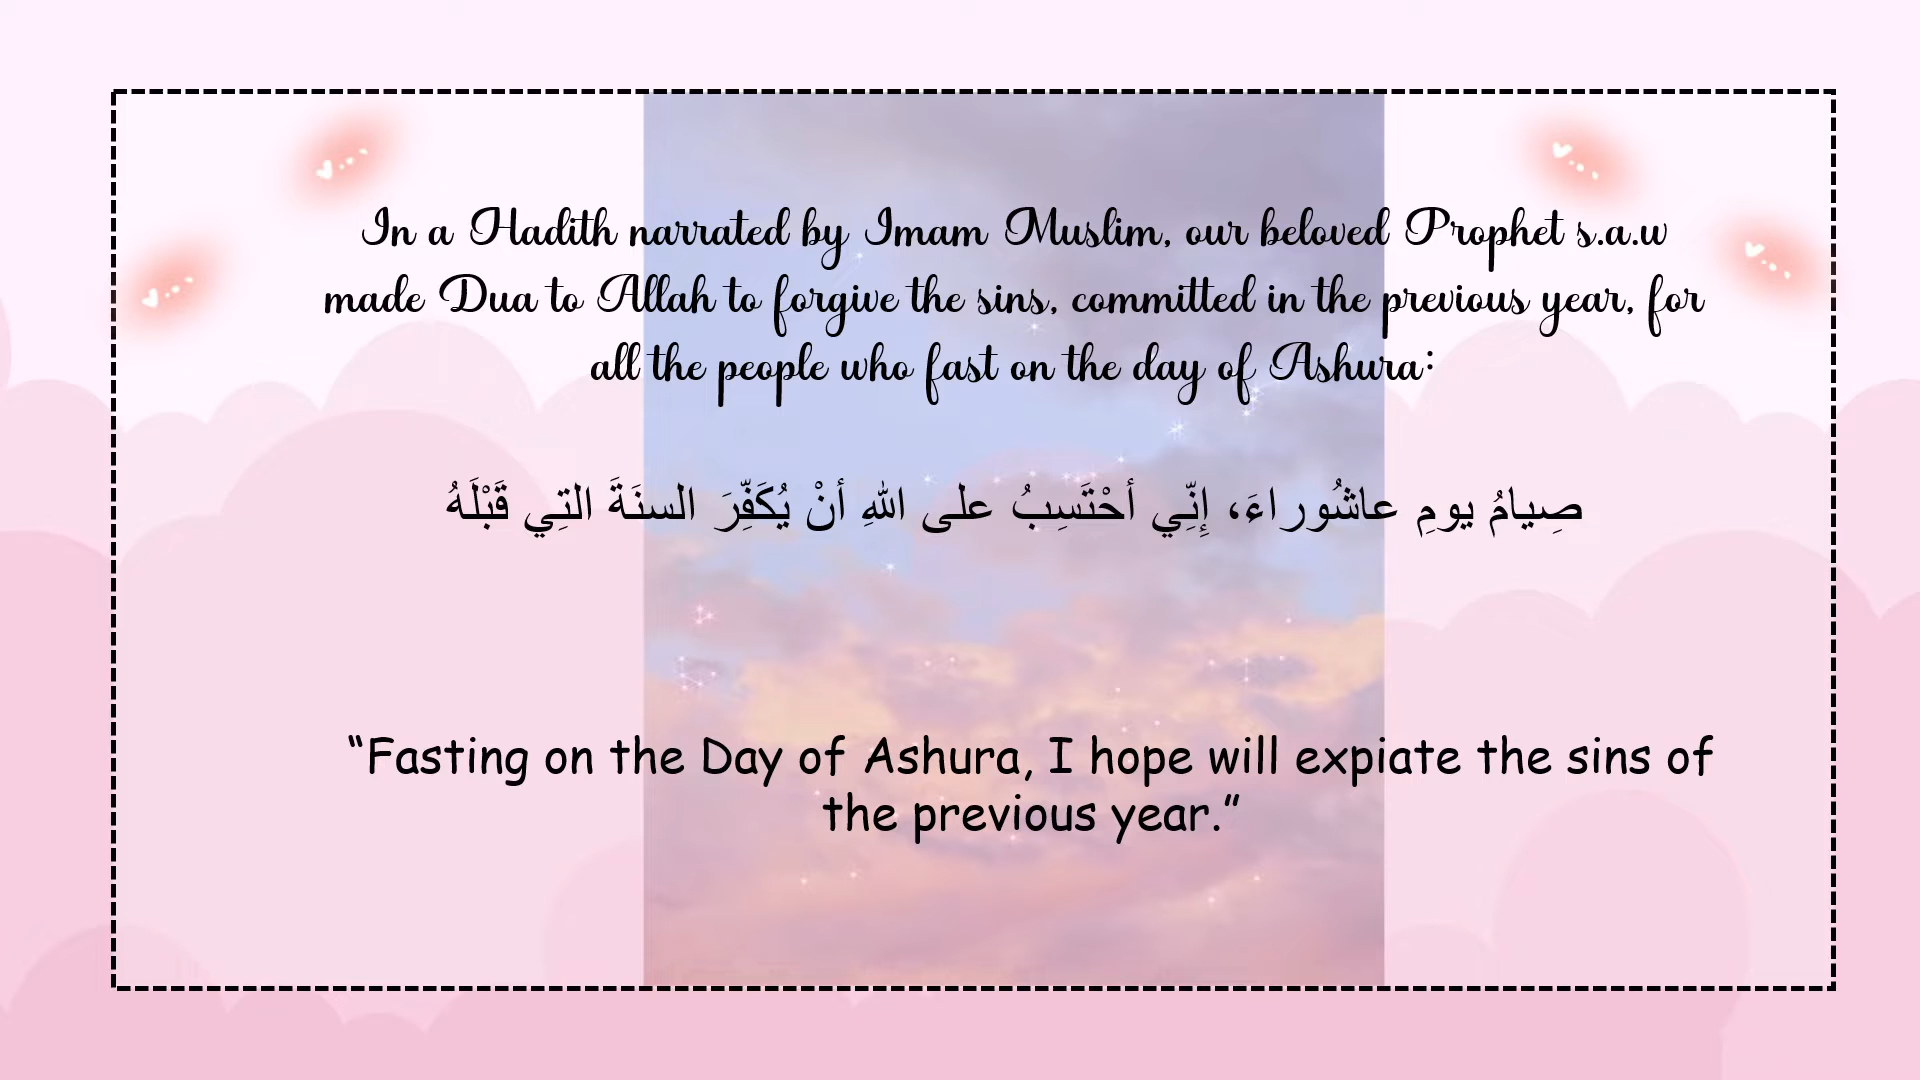 In a Hadith narrated by Imam Muslim, our beloved Prophet s.a.w
made Dua to Allah to forgive the sins, committed in the previous year, for
all the people who fast on the day of Ashura:
صِيامُ يومِ عاشُوراءَ، إِنِّي أحْتَسِبُ على اللهِ أنْ يُكَفِّرَ السنَةَ التِي قَبْلَهُ
“Fasting on the Day of Ashura, I hope will expiate the sins of
the previous year.”